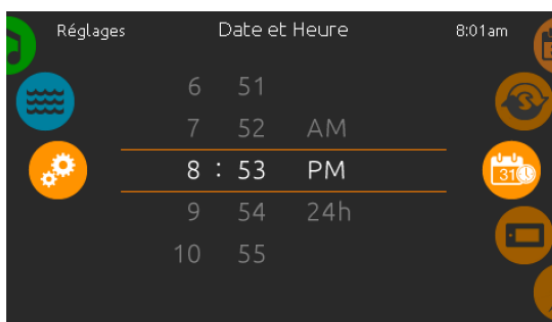 Réglages Date et Heure 8:01am
6 51
7 52 AM
8 : 53 PM
31
9 54 24h
10 55